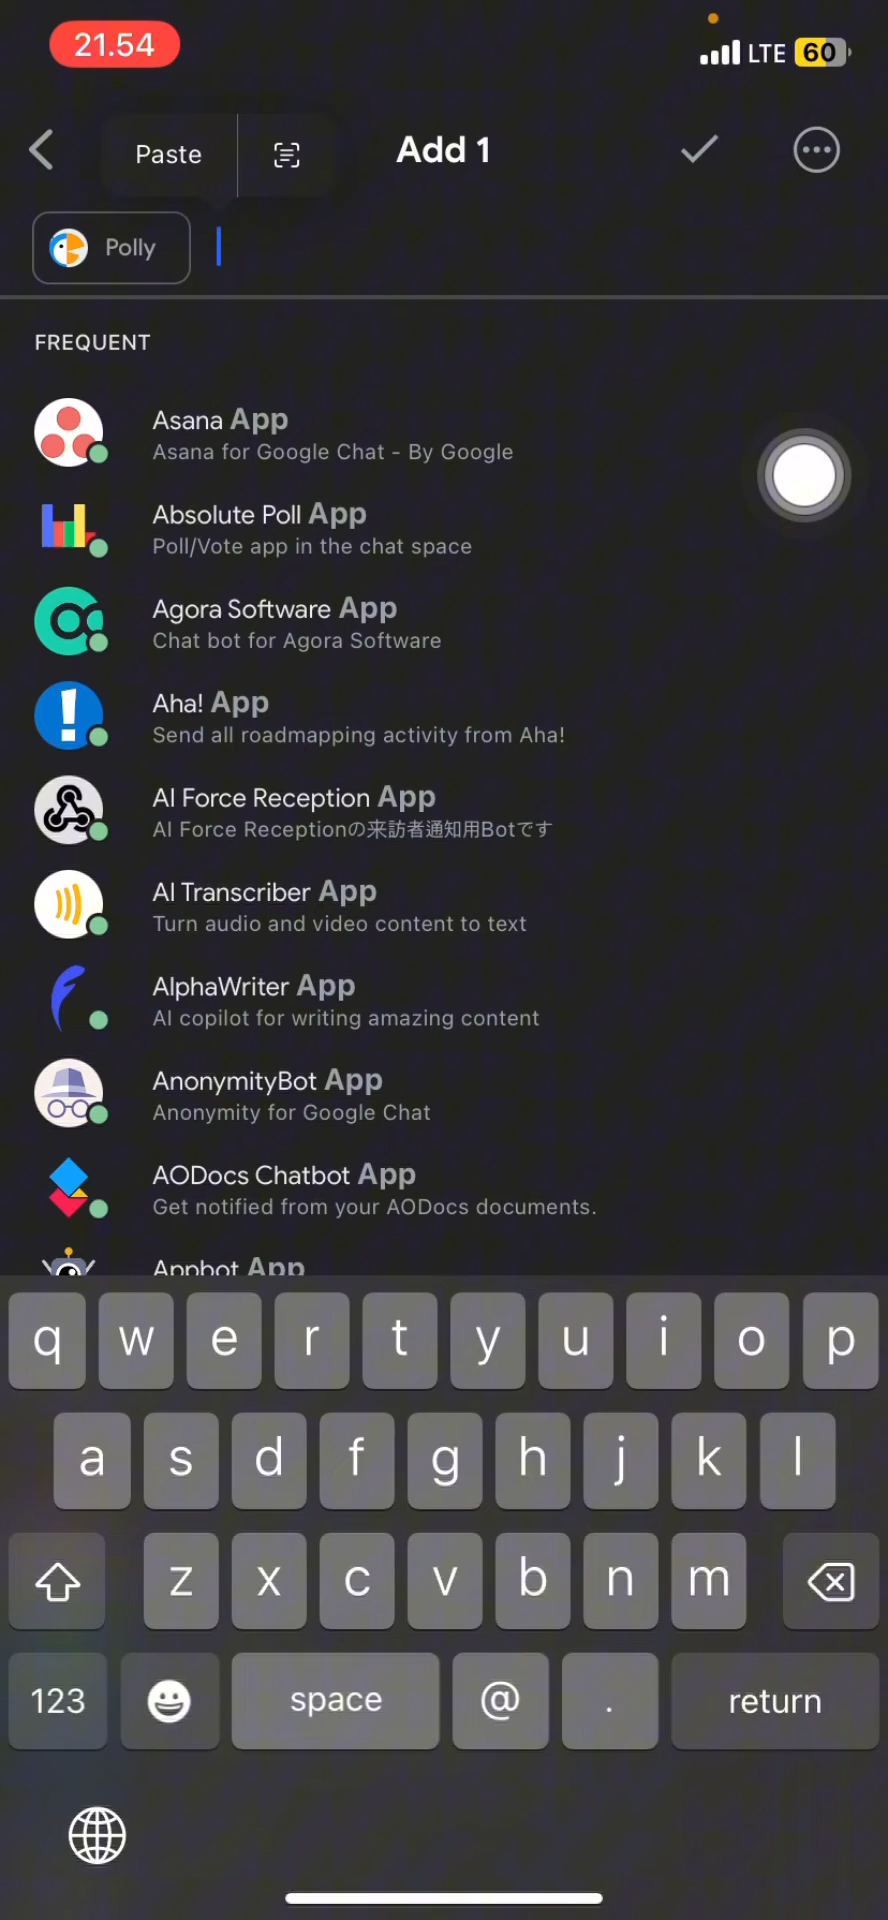 21.54
LTE 60
Paste
Add 1
Polly
FREQUENT
Asana App
Asana for Google Chat - By Google
Absolute Poll App
Poll/Vote app in the chat space
Agora Software App
Chat bot for Agora Software
Aha! App
Send all roadmapping activity from Aha!
AI Force Reception App
AI Force Receptionの来訪者通知用Botです
AI Transcriber App
Turn audio and video content to text
AlphaWriter App
AI copilot for writing amazing content
AnonymityBot App
Anonymity for Google Chat
AODocs Chatbot App
Get notified from your AODocs documents.
Appbot App
q w e r t y u i o p
a s d f g h j k l
z x c v b n m
123 space @ . return